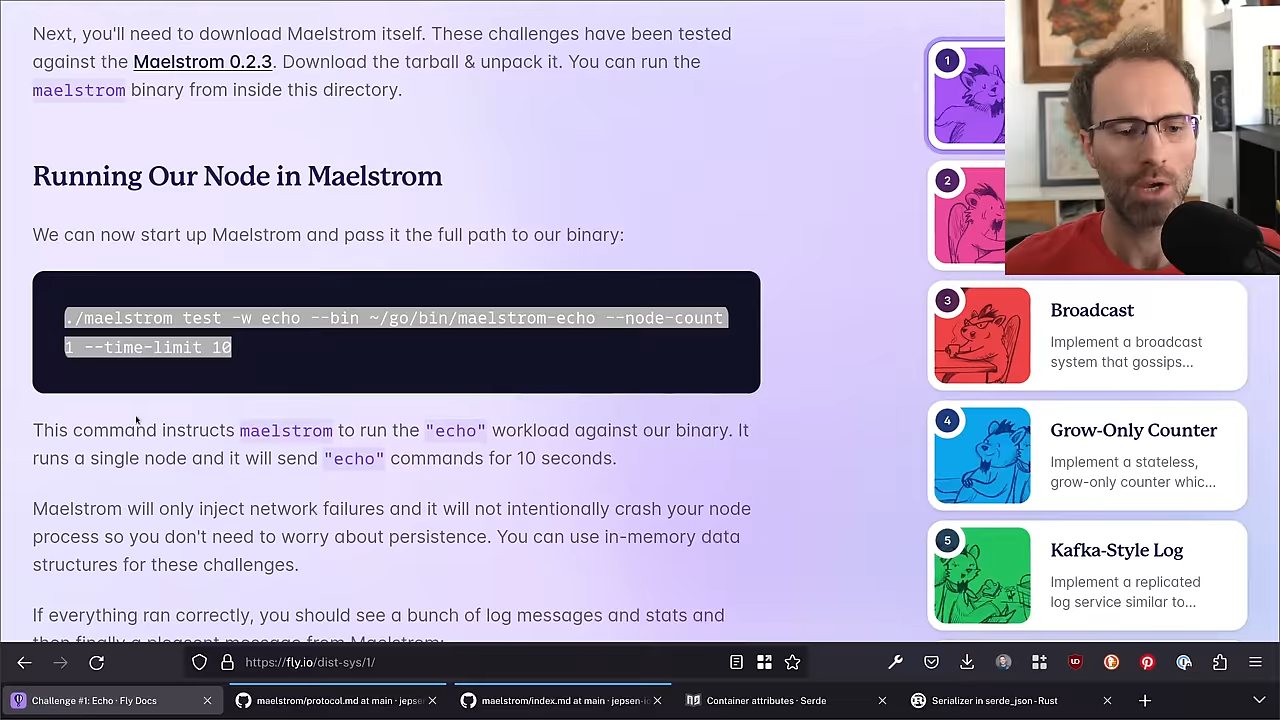 Next, you'll need to download Maelstrom itself. These challenges have been tested
against the Maelstrom 0.2.3. Download the tarball & unpack it. You can run the
maelstrom binary from inside this directory.
Running Our Node in Maelstrom
We can now start up Maelstrom and pass it the full path to our binary:
./maelstrom test -w echo --bin ~/go/bin/maelstrom-echo --node-count
1 --time-limit 10
This command instructs maelstrom to run the "echo" workload against our binary. It
runs a single node and it will send "echo" commands for 10 seconds.
Maelstrom will only inject network failures and it will not intentionally crash your node
process so you don't need to worry about persistence. You can use in-memory data
structures for these challenges.
If everything ran correctly, you should see a bunch of log messages and stats and
then finally a pleasent message from Maelstrom:
1
2
3
Broadcast
Implement a broadcast
system that gossips...
4
Grow-Only Counter
Implement a stateless,
grow-only counter whic...
5
Kafka-Style Log
Implement a replicated
log service similar to...
https://fly.io/dist-sys/1/
Challenge #1: Echo · Fly Docs
maelstrom/protocol.md at main · jepse
maelstrom/index.md at main · jepsen-io
Container attributes · Serde
Serializer in serde_json - Rust